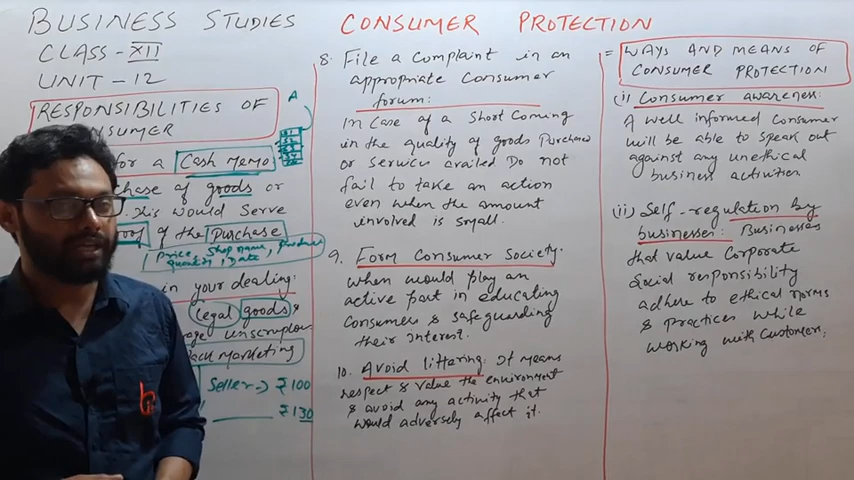 BUSINESS STUDIES
CONSUMER PROTECTION
CLASS-XII
UNIT-12
RESPONSIBILITIES OF
for a Cash Memo
A
chase of goods or
This would serve
of the Purchase
Price, Shop name, Product
Quantity, Date
in your dealing:
Legal goods &
Black marketing
Seller → ₹100
₹130
8. File a Complaint in an
appropriate Consumer
forum:
In Case of a Short Coming
in the quality of goods Purchased
or Services availed Do not
fail to take an action
even when the amount
involved is Small.
9. Form Consumer Society.
When would play an
active part in educating
Consumers & safeguarding
their Interest.
10. Avoid littering: It means
respect & value the environment
& avoid any activity that
would adversely affect it.
= WAYS AND MEANS OF
CONSUMER PROTECTION
(i) Consumer awareness:
A well informed Consumer
will be able to speak out
against any unethical
business activities
(ii) Self-regulation by
businesses: Businesses
that value Corporate
Social responsibility
adhere to ethical norms
& practices while
working with Customers: